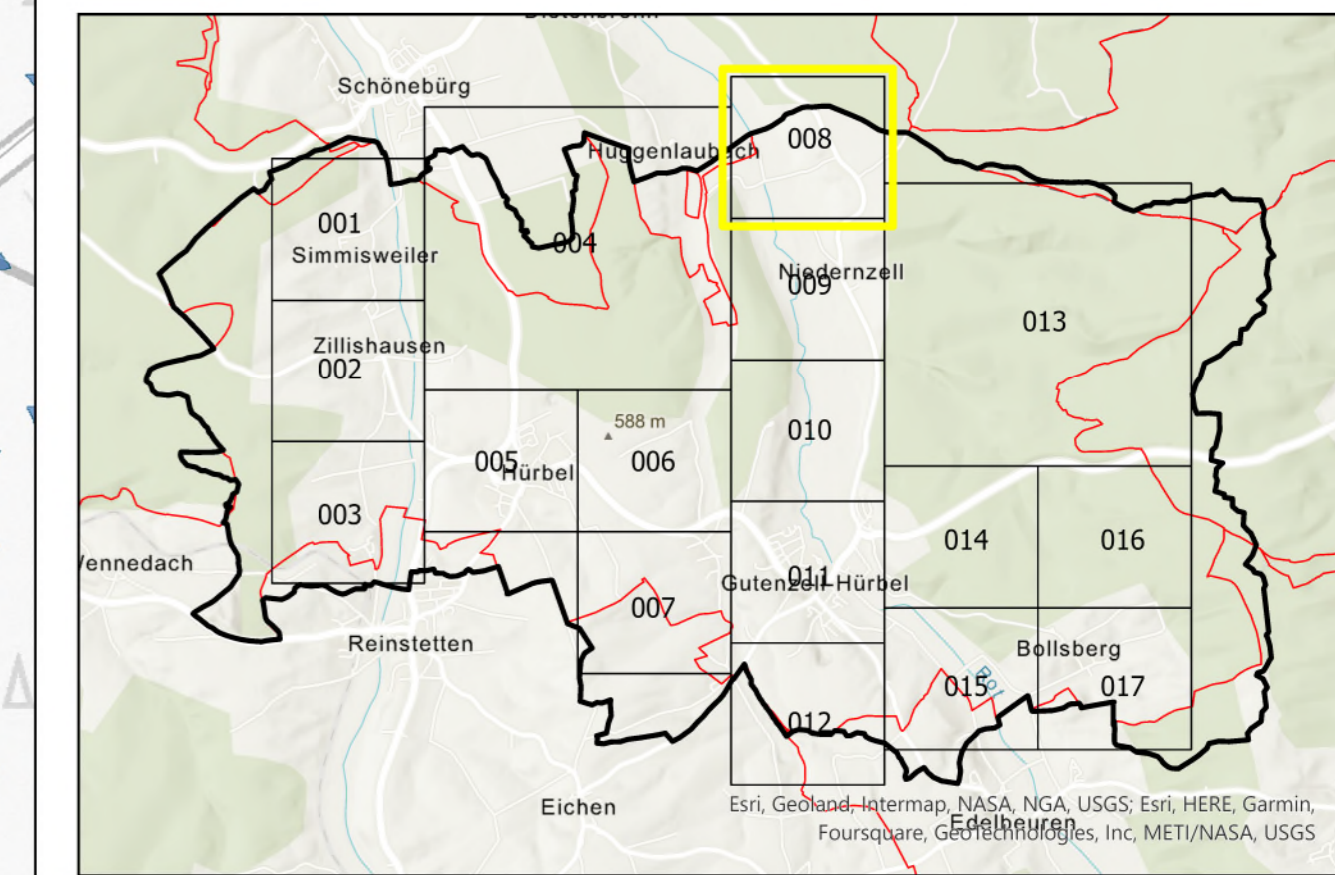 Dietenbronn
Schönebürg
008
Huggenlaubach
001
004
Simmisweiler
Niedernzell
009
013
Zillishausen
002
588 m
010
005
Hürbel
006
003
014
016
Wennedach
011
Gutenzell-Hürbel
007
Reinstetten
Bollsberg
Rot
015
017
012
Eichen
Esri, Geoland, Intermap, NASA, NGA, USGS; Esri, HERE, Garmin,
Edelbeuren
Foursquare, GeoTechnologies, Inc, METI/NASA, USGS